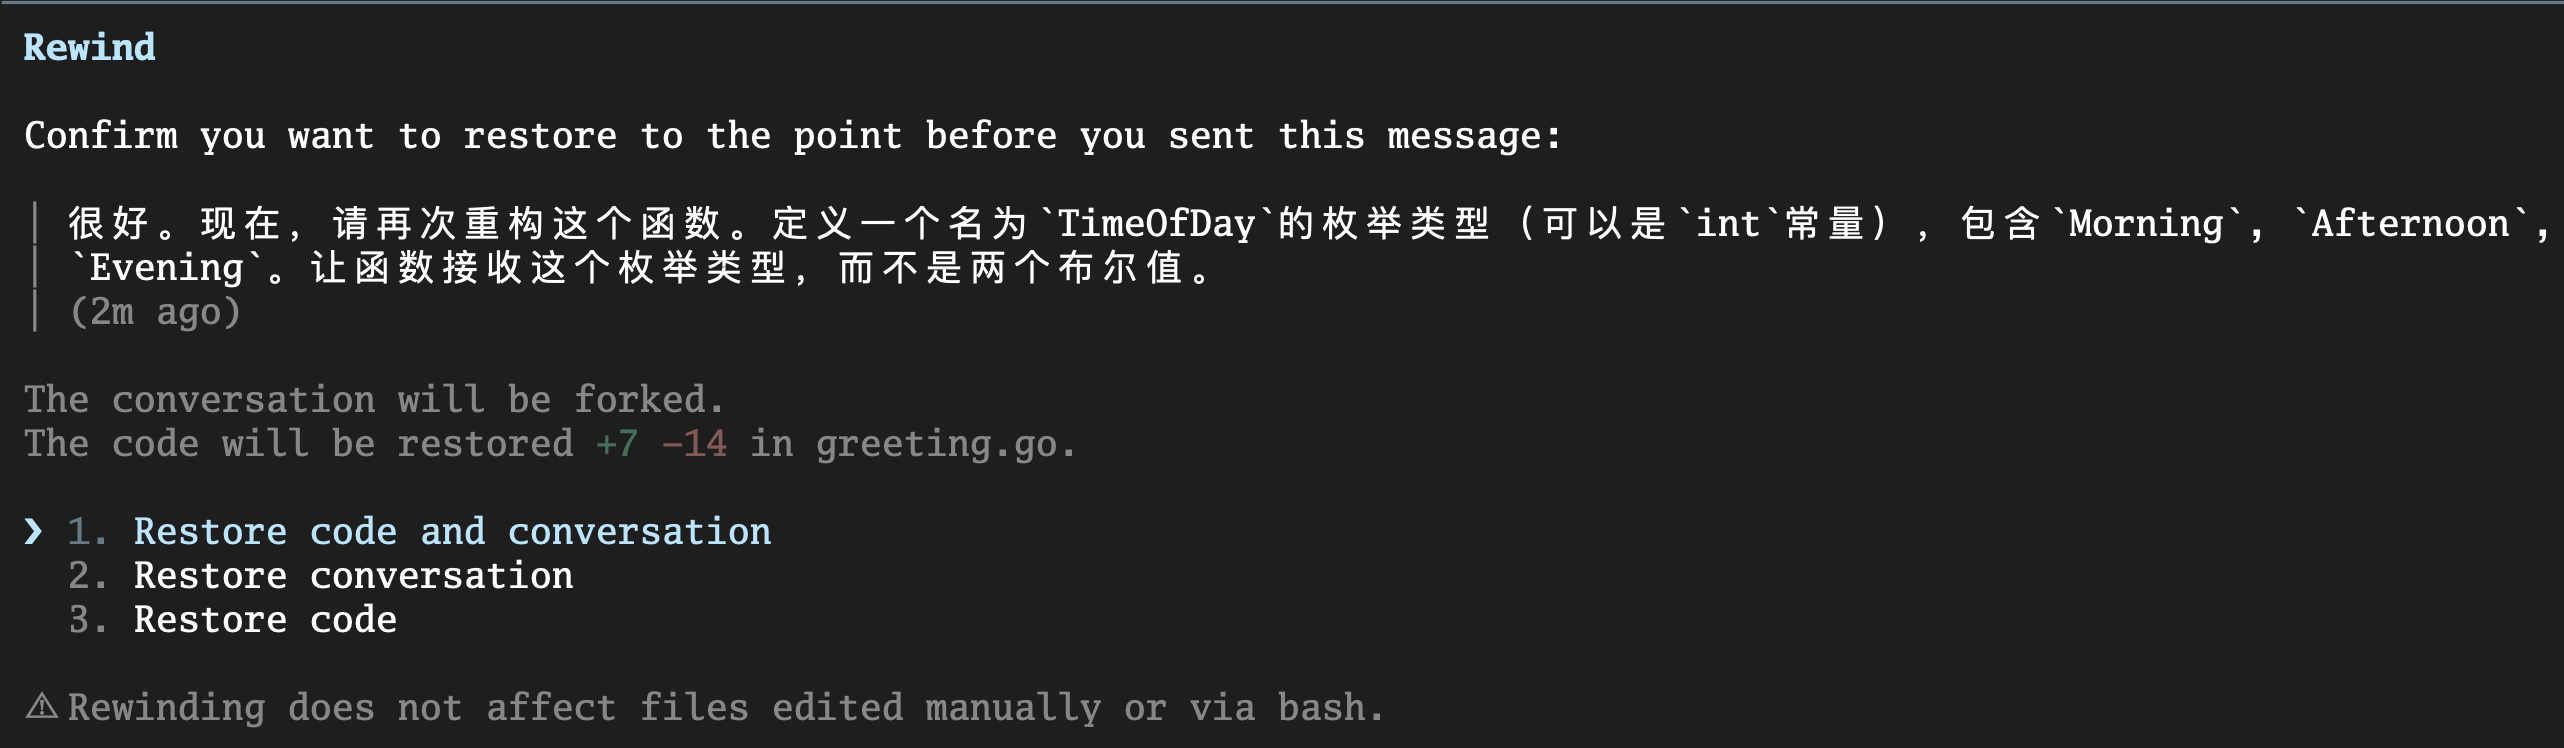 Rewind
Confirm you want to restore to the point before you sent this message:
很好。现在，请再次重构这个函数。定义一个名为`TimeOfDay`的枚举类型（可以是`int`常量），包含`Morning`, `Afternoon`,
`Evening`。让函数接收这个枚举类型，而不是两个布尔值。
(2m ago)
The conversation will be forked.
The code will be restored +7 -14 in greeting.go.
❯ 1. Restore code and conversation
2. Restore conversation
3. Restore code
⚠ Rewinding does not affect files edited manually or via bash.